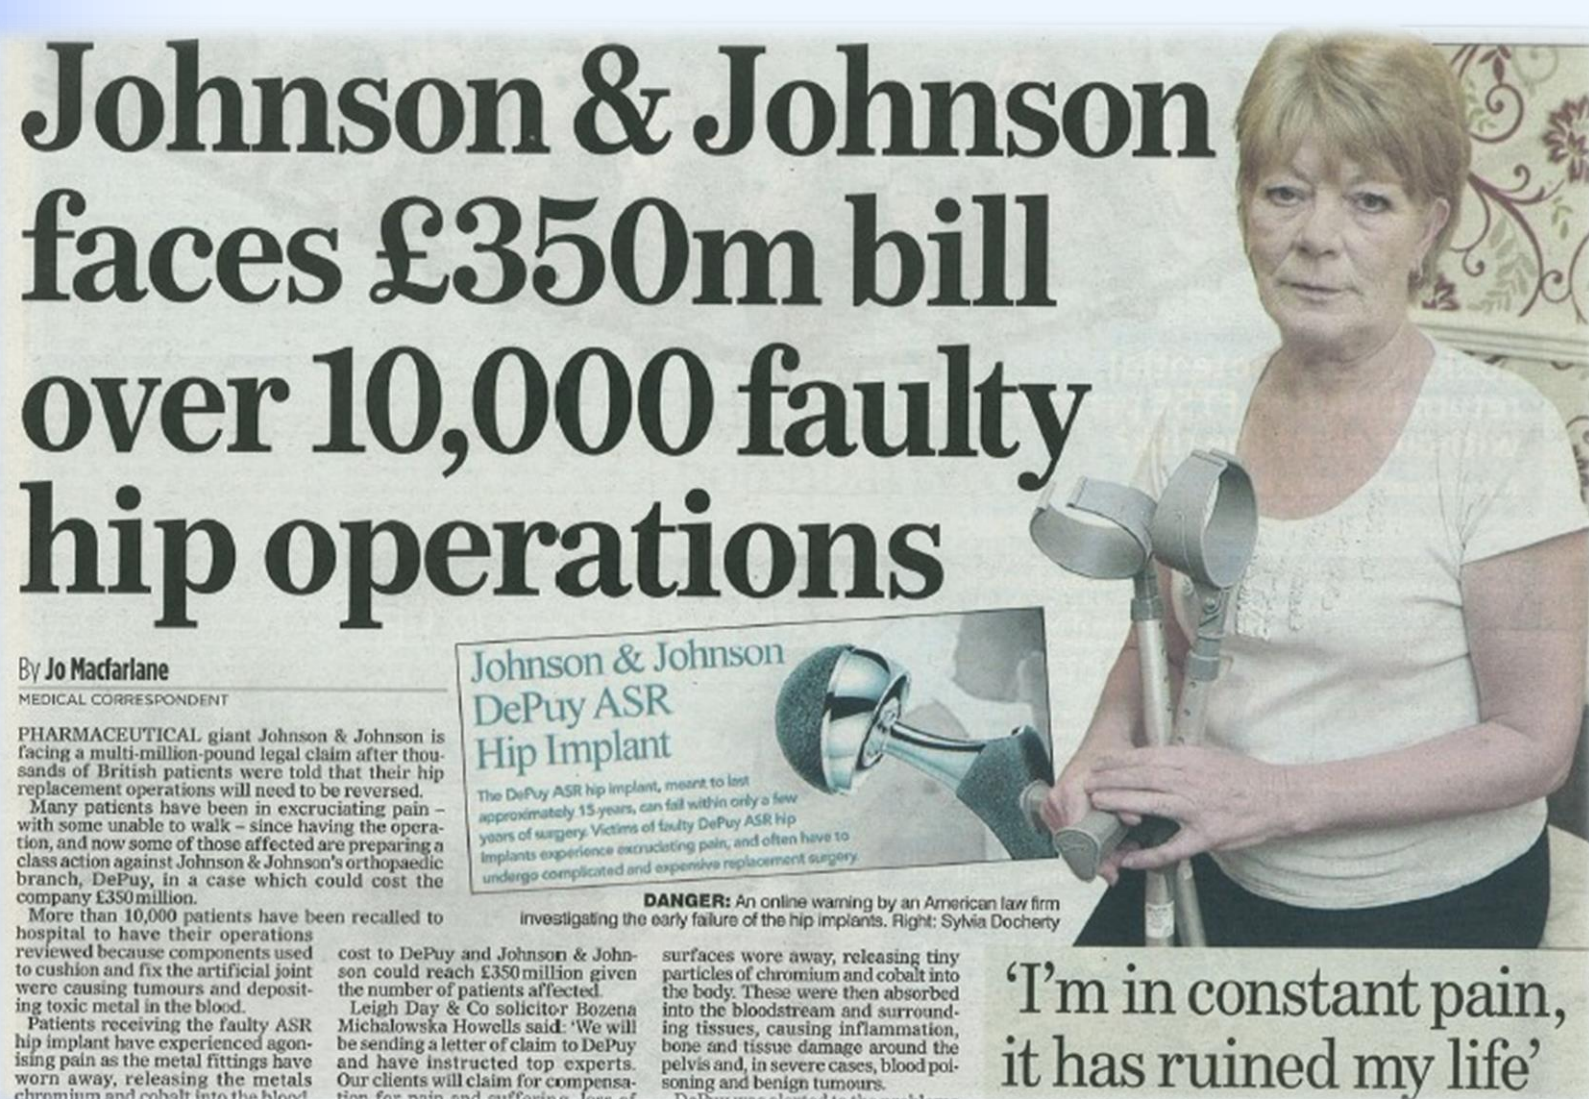 Johnson & Johnson
faces £350m bill
over 10,000 faulty
hip operations
By Jo Macfarlane
MEDICAL CORRESPONDENT
PHARMACEUTICAL giant Johnson & Johnson is
facing a multi-million-pound legal claim after thou-
sands of British patients were told that their hip
replacement operations will need to be reversed.
Many patients have been in excruciating pain –
with some unable to walk – since having the opera-
tion, and now some of those affected are preparing a
class action against Johnson & Johnson's orthopaedic
branch, DePuy, in a case which could cost the
company £350million.
More than 10,000 patients have been recalled to
hospital to have their operations
reviewed because components used
to cushion and fix the artificial joint
were causing tumours and deposit-
ing toxic metal in the blood.
Patients receiving the faulty ASR
hip implant have experienced agon-
ising pain as the metal fittings have
worn away, releasing the metals
chromium and cobalt into the blood.
Johnson & Johnson
DePuy ASR
Hip Implant
The DePuy ASR hip implant, meant to last
approximately 15 years, can fail within only a few
years of surgery. Victims of faulty DePuy ASR hip
implants experience excruciating pain, and often have to
undergo complicated and expensive replacement surgery
DANGER: An online warning by an American law firm
investigating the early failure of the hip implants. Right: Sylvia Docherty
cost to DePuy and Johnson & John-
son could reach £350million given
the number of patients affected.
Leigh Day & Co solicitor Bozena
Michalowska Howells said: 'We will
be sending a letter of claim to DePuy
and have instructed top experts.
Our clients will claim for compensa-
tion for pain and suffering, loss of
surfaces wore away, releasing tiny
particles of chromium and cobalt into
the body. These were then absorbed
into the bloodstream and surround-
ing tissues, causing inflammation,
bone and tissue damage around the
pelvis and, in severe cases, blood poi-
soning and benign tumours.
'I'm in constant pain,
it has ruined my life'